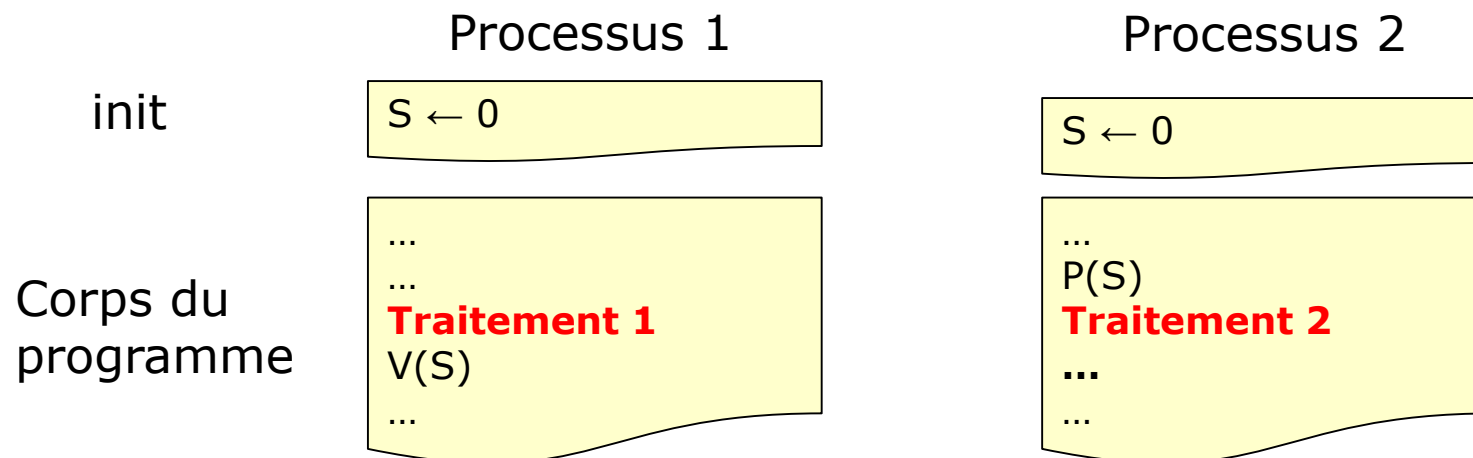 Processus 1
Processus 2
init
S ← 0
S ← 0
Corps du
programme
...
...
Traitement 1
V(S)
...
...
P(S)
Traitement 2
...
...